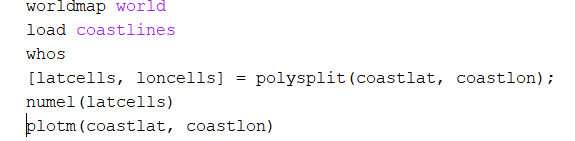 worldmap world
load coastlines
whos
[latcells, loncells] = polysplit(coastlat, coastlon);
numel(latcells)
plotm(coastlat, coastlon)